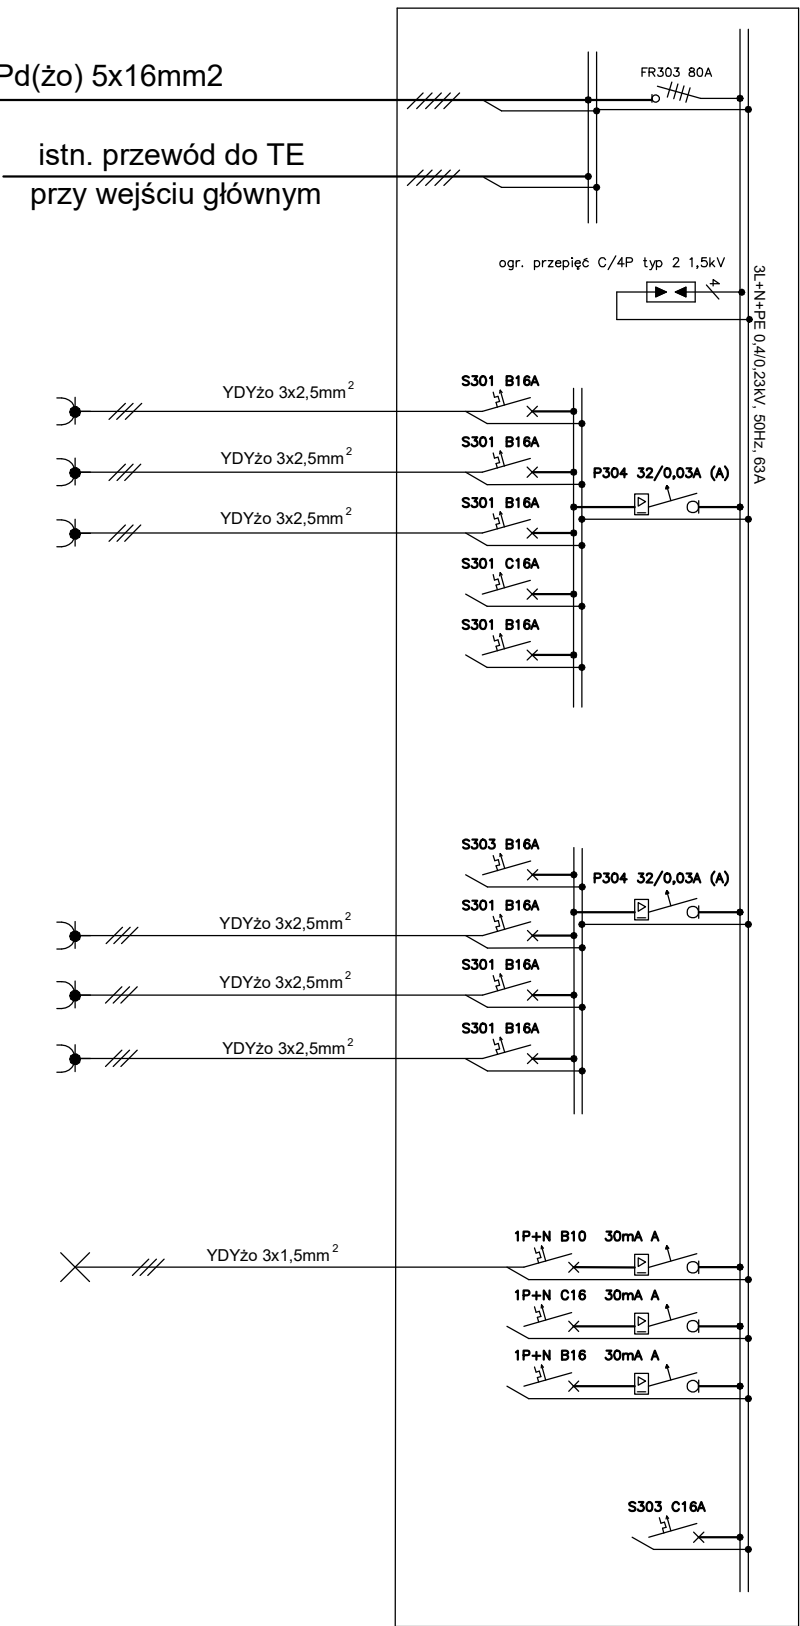 Pd(żo) 5x16mm2
FR303 80A
istn. przewód do TE
przy wejściu głównym
ogr. przepięć C/4P typ 2 1,5kV
4
3L+N+PE 0,4/0,23kV, 50Hz, 63A
S301 B16A
YDYżo 3x2,5mm²
S301 B16A
YDYżo 3x2,5mm²
P304 32/0,03A (A)
S301 B16A
YDYżo 3x2,5mm²
S301 C16A
S301 B16A
S303 B16A
P304 32/0,03A (A)
S301 B16A
YDYżo 3x2,5mm²
S301 B16A
YDYżo 3x2,5mm²
S301 B16A
YDYżo 3x2,5mm²
1P+N B10 30mA A
YDYżo 3x1,5mm²
1P+N C16 30mA A
1P+N B16 30mA A
S303 C16A